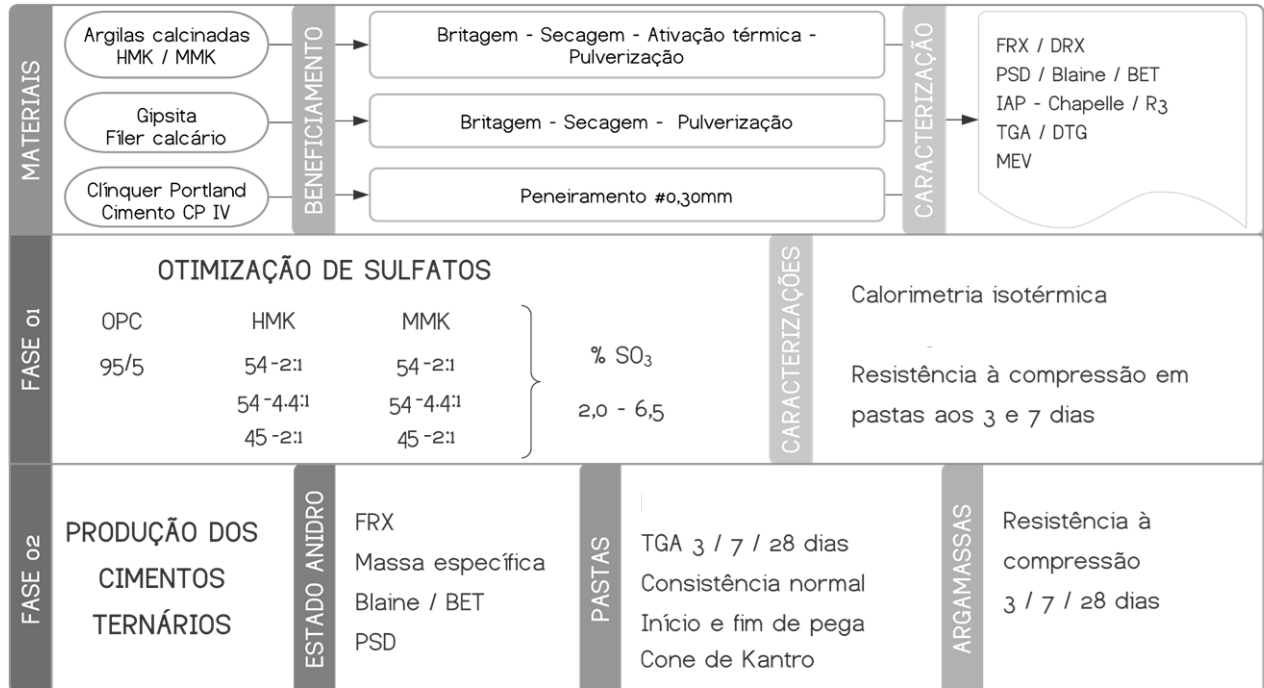 MATERIAIS
Argilas calcinadas
HMK / MMK
Gipsita
Fíler calcário
Clínquer Portland
Cimento CP IV
BENEFICIAMENTO
Britagem - Secagem - Ativação térmica -
Pulverização
Britagem - Secagem - Pulverização
Peneiramento #0,30mm
CARACTERIZAÇÃO
FRX / DRX
PSD / Blaine / BET
IAP - Chapelle / R3
TGA / DTG
MEV
FASE 01
OTIMIZAÇÃO DE SULFATOS
OPC HMK MMK
95/5 54-2:1 54-2:1
54-4.4:1 54-4.4:1
45-2:1 45-2:1
% SO₃
2,0 - 6,5
CARACTERIZAÇÕES
Calorimetria isotérmica
Resistência à compressão em
pastas aos 3 e 7 dias
FASE 02
PRODUÇÃO DOS
CIMENTOS
TERNÁRIOS
ESTADO ANIDRO
FRX
Massa específica
Blaine / BET
PSD
PASTAS
TGA 3 / 7 / 28 dias
Consistência normal
Início e fim de pega
Cone de Kantro
ARGAMASSAS
Resistência à
compressão
3 / 7 / 28 dias